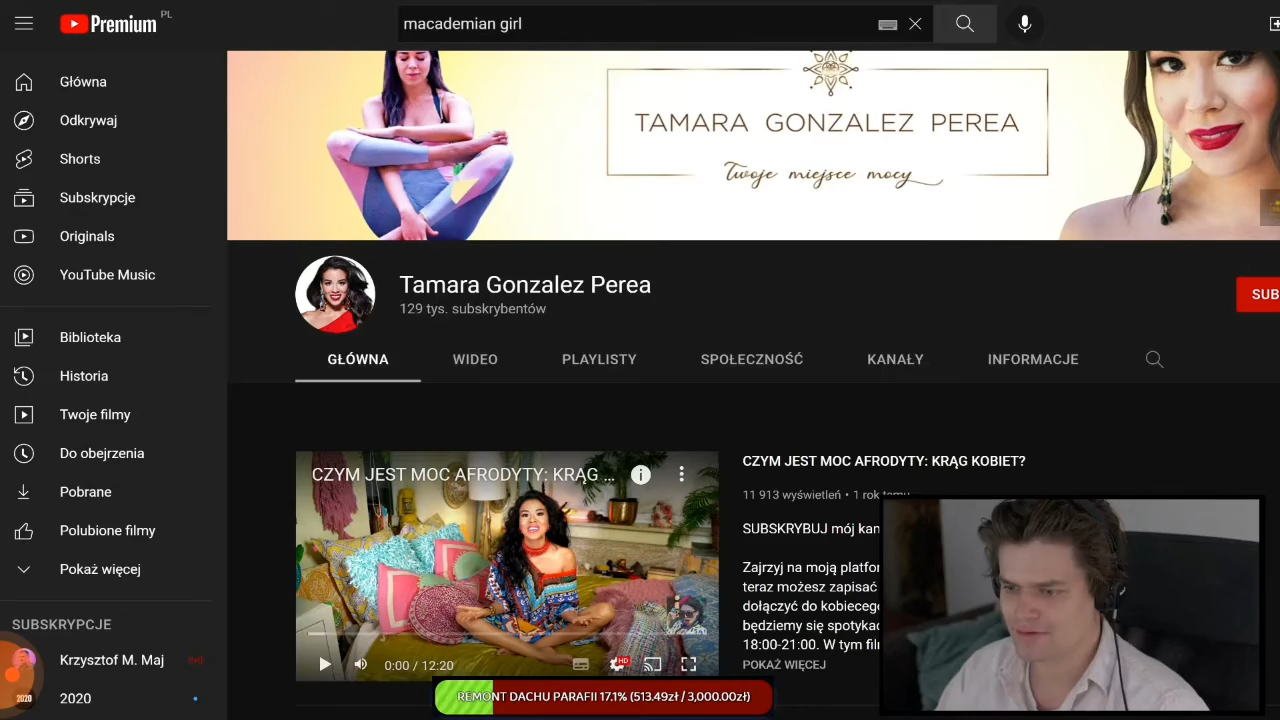 Premium PL
macademian girl
Główna
Odkrywaj
Shorts
Subskrypcje
Originals
YouTube Music
Biblioteka
Historia
Twoje filmy
Do obejrzenia
Pobrane
Polubione filmy
Pokaż więcej
SUBSKRYPCJE
Krzysztof M. Maj
2020
2020
TAMARA GONZALEZ PEREA
Twoje miejsce mocy
Tamara Gonzalez Perea
129 tys. subskrybentów
SUB
GŁÓWNA WIDEO PLAYLISTY SPOŁECZNOŚĆ KANAŁY INFORMACJE
CZYM JEST MOC AFRODYTY: KRĄG ...
0:00 / 12:20
HD
CZYM JEST MOC AFRODYTY: KRĄG KOBIET?
11 913 wyświetleń • 1 rok temu
SUBSKRYBUJ mój kan
Zajrzyj na moją platfor
teraz możesz zapisać
dołączyć do kobieceg
będziemy się spotykać
18:00-21:00. W tym fil
POKAŻ WIĘCEJ
REMONT DACHU PARAFII 17.1% (513.49zł / 3,000.00zł)